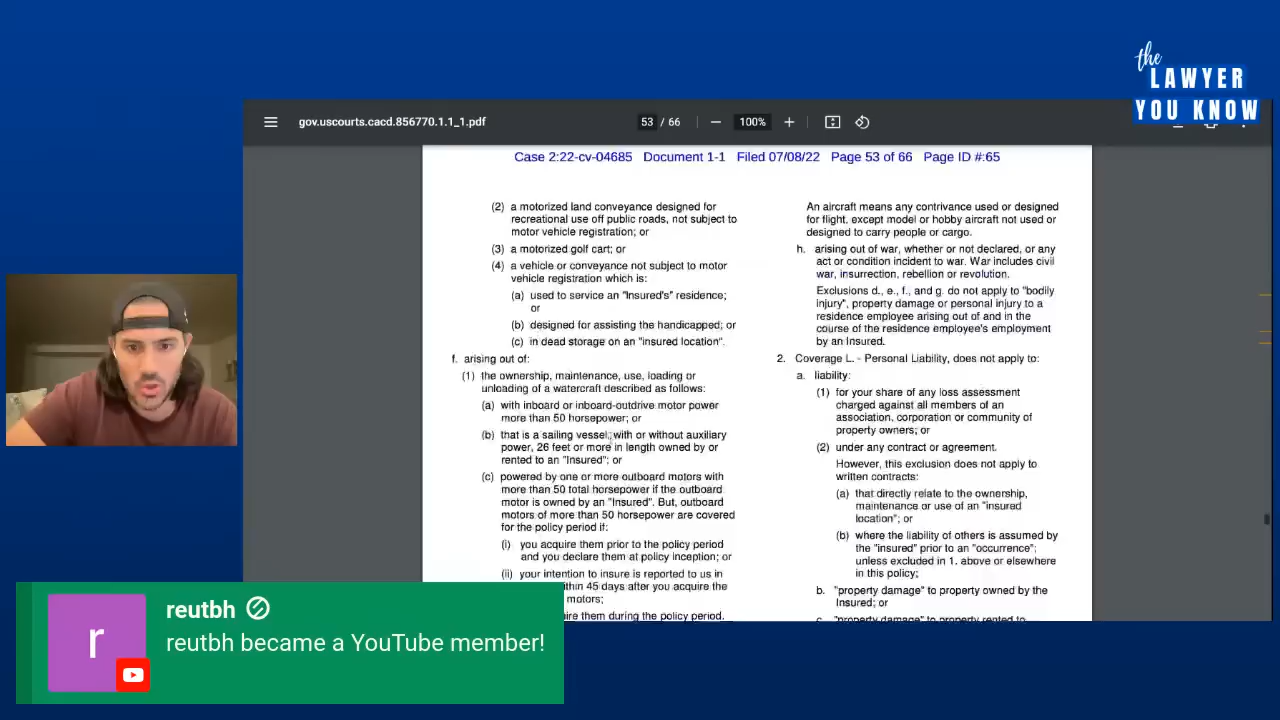 the
LAWYER
YOU KNOW
gov.uscourts.cacd.856770.1.1_1.pdf
53 / 66
100%
Case 2:22-cv-04685 Document 1-1 Filed 07/08/22 Page 53 of 66 Page ID #:65
(2) a motorized land conveyance designed for
recreational use off public roads, not subject to
motor vehicle registration; or
(3) a motorized golf cart; or
(4) a vehicle or conveyance not subject to motor
vehicle registration which is:
(a) used to service an "Insured's" residence;
or
(b) designed for assisting the handicapped; or
(c) in dead storage on an "insured location".
f. arising out of:
(1) the ownership, maintenance, use, loading or
unloading of a watercraft described as follows:
(a) with inboard or inboard-outdrive motor power
more than 50 horsepower; or
(b) that is a sailing vessel, with or without auxiliary
power, 26 feet or more in length owned by or
rented to an "Insured"; or
(c) powered by one or more outboard motors with
more than 50 total horsepower if the outboard
motor is owned by an "Insured". But, outboard
motors of more than 50 horsepower are covered
for the policy period if:
(i) you acquire them prior to the policy period
and you declare them at policy inception; or
(ii) your intention to insure is reported to us in
45 days after you acquire the
motors;
them during the policy period.
An aircraft means any contrivance used or designed
for flight, except model or hobby aircraft not used or
designed to carry people or cargo.
h. arising out of war, whether or not declared, or any
act or condition incident to war. War includes civil
war, insurrection, rebellion or revolution.
Exclusions d., e., f., and g. do not apply to "bodily
injury", property damage or personal injury to a
residence employee arising out of and in the
course of the residence employee's employment
by an Insured.
2. Coverage L. - Personal Liability, does not apply to:
a. liability:
(1) for your share of any loss assessment
charged against all members of an
association, corporation or community of
property owners; or
(2) under any contract or agreement.
However, this exclusion does not apply to
written contracts:
(a) that directly relate to the ownership,
maintenance or use of an "insured
location"; or
(b) where the liability of others is assumed by
the "insured" prior to an "occurrence";
unless excluded in 1. above or elsewhere
in this policy;
b. "property damage" to property owned by the
Insured; or
c. "property damage" to property rented to
r
reutbh
reutbh became a YouTube member!